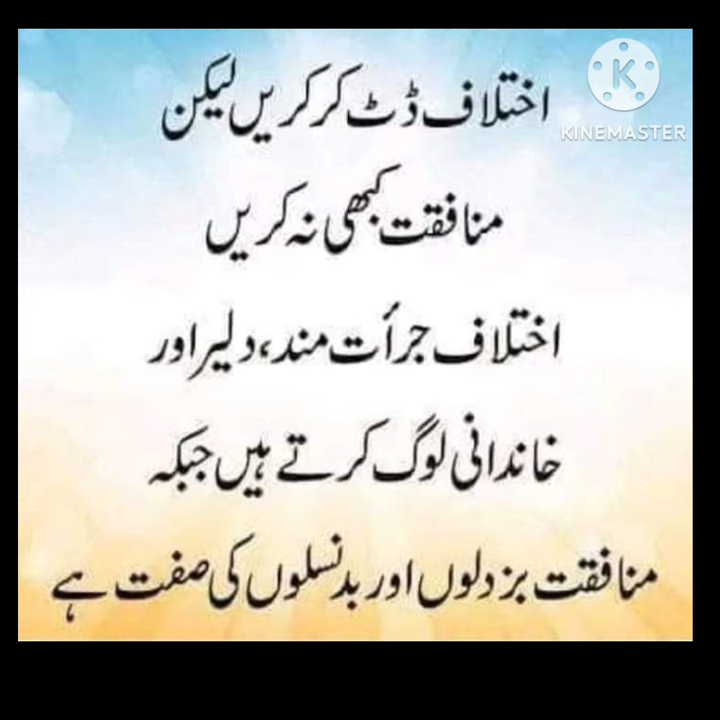 اختلاف ڈٹ کر کریں لیکن
K
KINEMASTER
منافقت کبھی نہ کریں
اختلاف جرأت مند، دلیر اور
خاندانی لوگ کرتے ہیں جبکہ
منافقت بزدلوں اور بدنسلوں کی صفت ہے